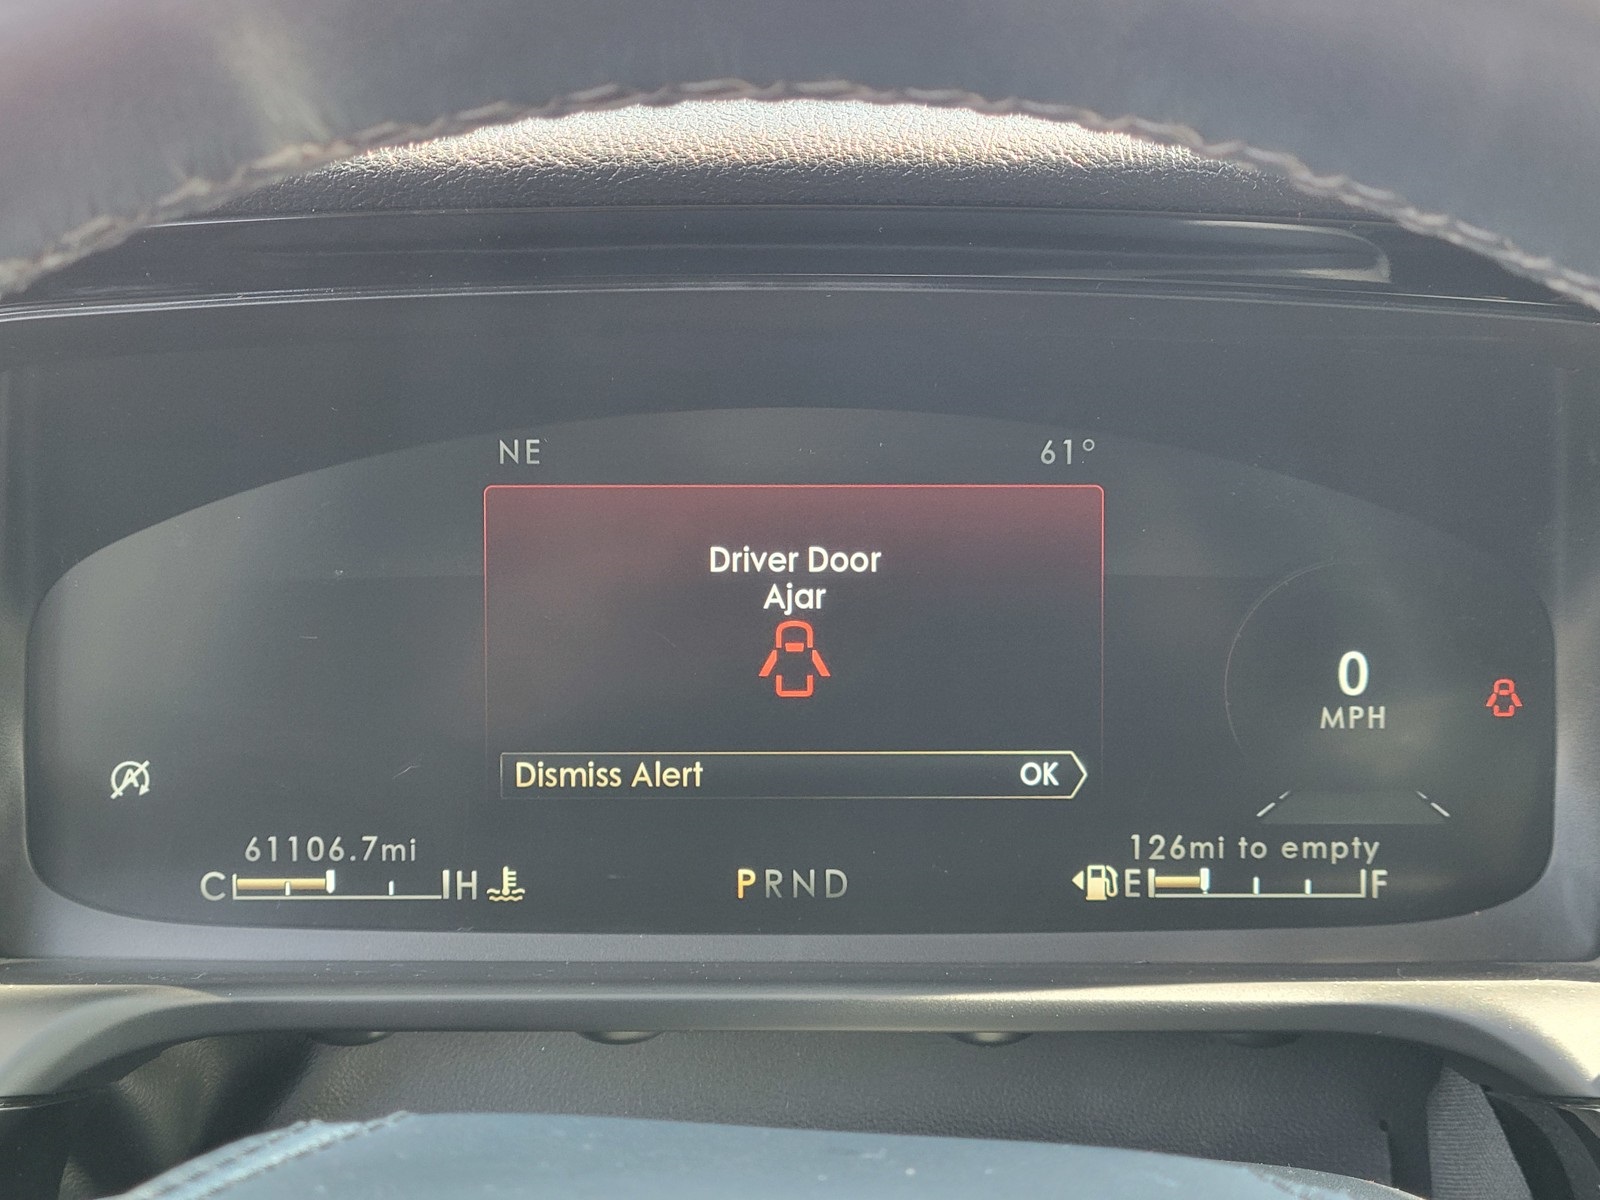 NE 61°
Driver Door
Ajar
0
MPH
Dismiss Alert OK
A
61106.7mi 126mi to empty
C H PRND E F